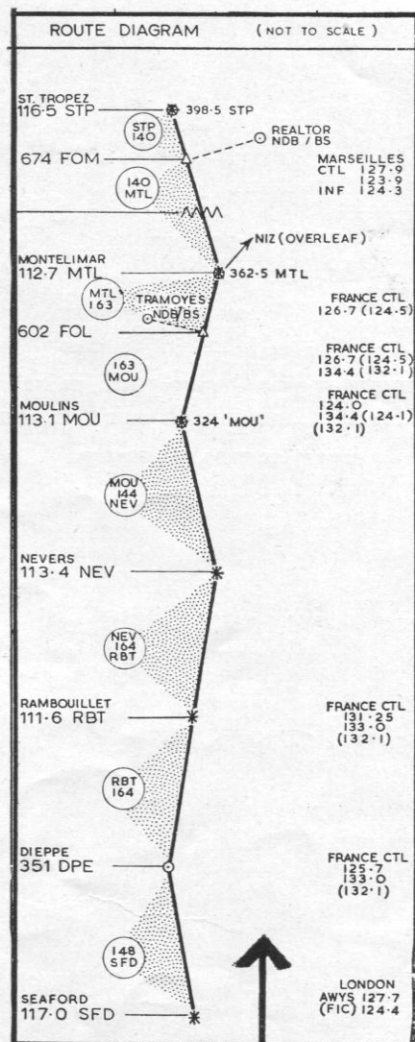 ROUTE DIAGRAM (NOT TO SCALE)
ST. TROPEZ
116·5 STP
398·5 STP
STP
140
REALTOR
NDB / BS
674 FOM
MARSEILLES
CTL 127·9
123·9
INF 124·3
140
MTL
NIZ (OVERLEAF)
MONTELIMAR
112·7 MTL
362·5 MTL
MTL
163
TRAMOYES
NDB/BS
FRANCE CTL
126·7 (124·5)
602 FOL
163
MOU
FRANCE CTL
126·7 (124·5)
134·4 (132·1)
MOULINS
113·1 MOU
324 'MOU'
FRANCE CTL
124·0
134·4 (124·1)
(132·1)
MOU
144
NEV
NEVERS
113·4 NEV
NEV
164
RBT
RAMBOUILLET
111·6 RBT
FRANCE CTL
131·25
133·0
(132·1)
RBT
164
DIEPPE
351 DPE
FRANCE CTL
125·7
133·0
(132·1)
148
SFD
SEAFORD
117·0 SFD
LONDON
AWYS 127·7
(FIC) 124·4